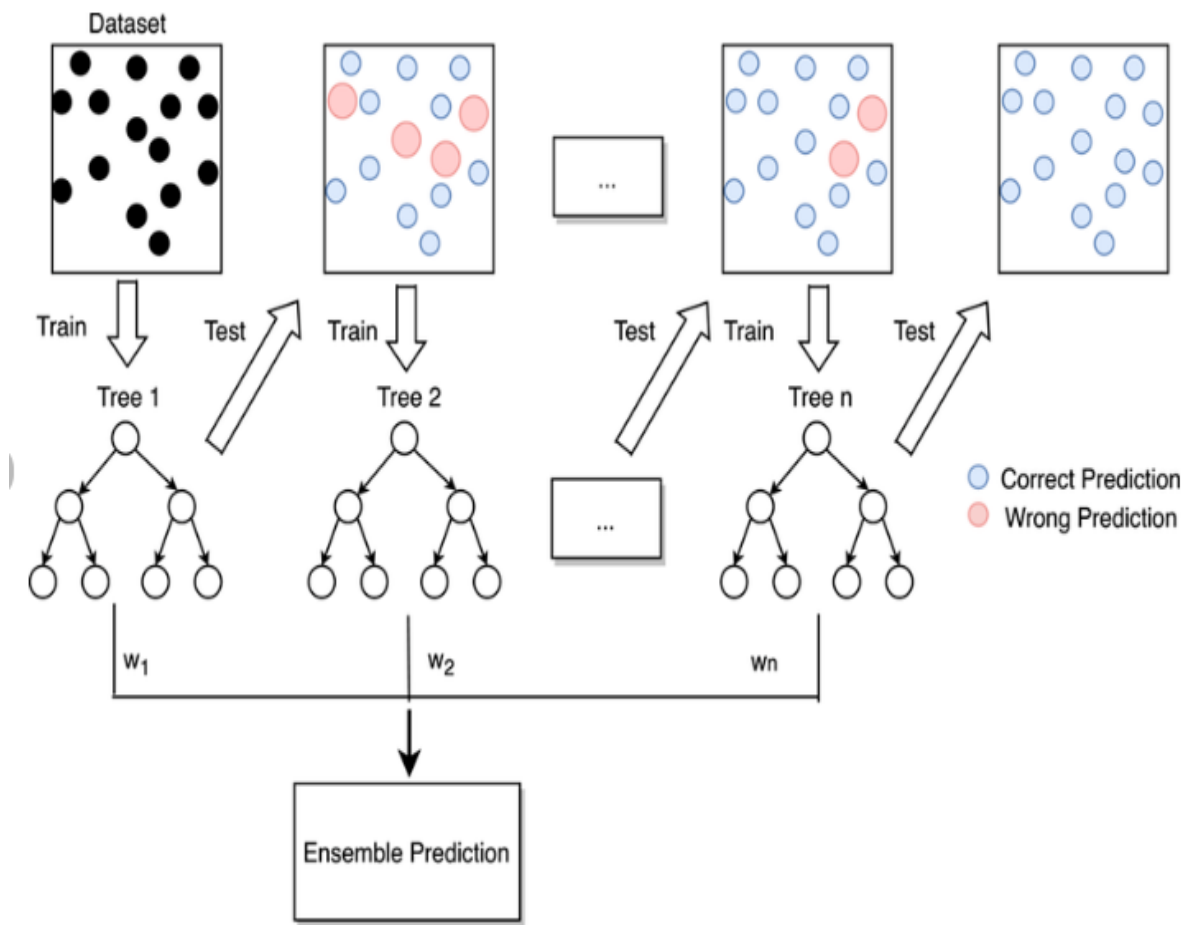 Dataset
...
Train
Test
Train
Test
Train
Test
Tree 1
Tree 2
Tree n
...
Correct Prediction
Wrong Prediction
w1
w2
wn
Ensemble Prediction